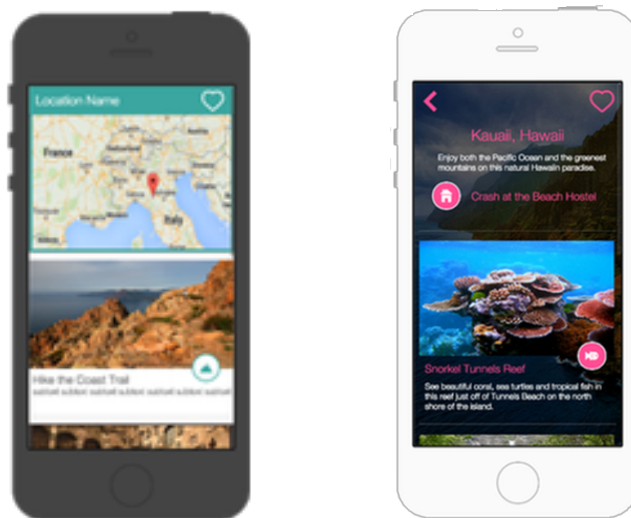 Location Name
France
Austria
Italy
Hike the Coast Trail
Kauaii, Hawaii
Enjoy both the Pacific Ocean and the greenest
mountains on this natural Hawaiin paradise.
Crash at the Beach Hostel
Snorkel Tunnels Reef
See beautiful coral, sea turtles and tropical fish in
this reef just off of Tunnels Beach on the north
shore of the island.